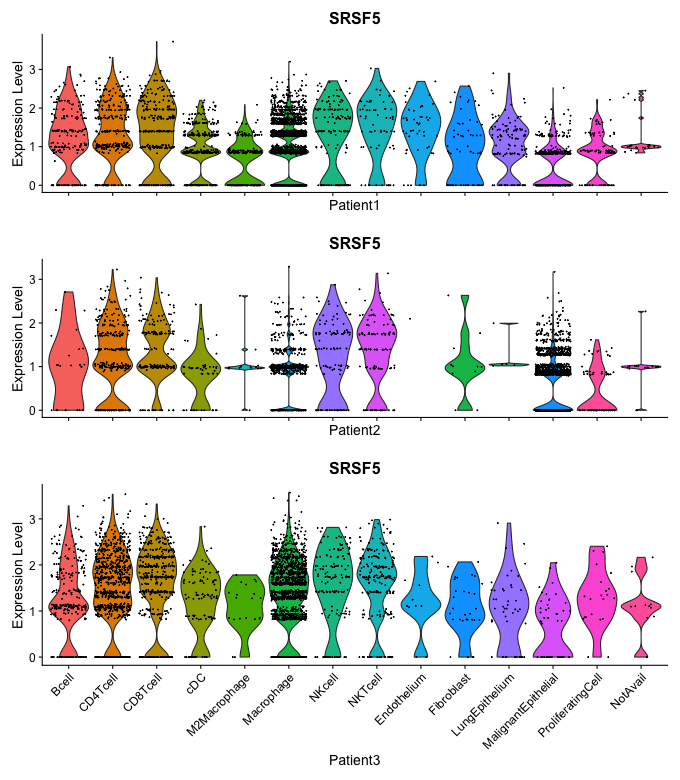 SRSF5
Expression Level
3
2
1
0
Patient1
SRSF5
Expression Level
3
2
1
0
Patient2
SRSF5
Expression Level
3
2
1
0
Bcell
CD4Tcell
CD8Tcell
cDC
M2Macrophage
Macrophage
NKcell
NKTcell
Endothelium
Fibroblast
LungEpithelium
MalignantEpithelial
ProliferatingCell
NotAvail
Patient3